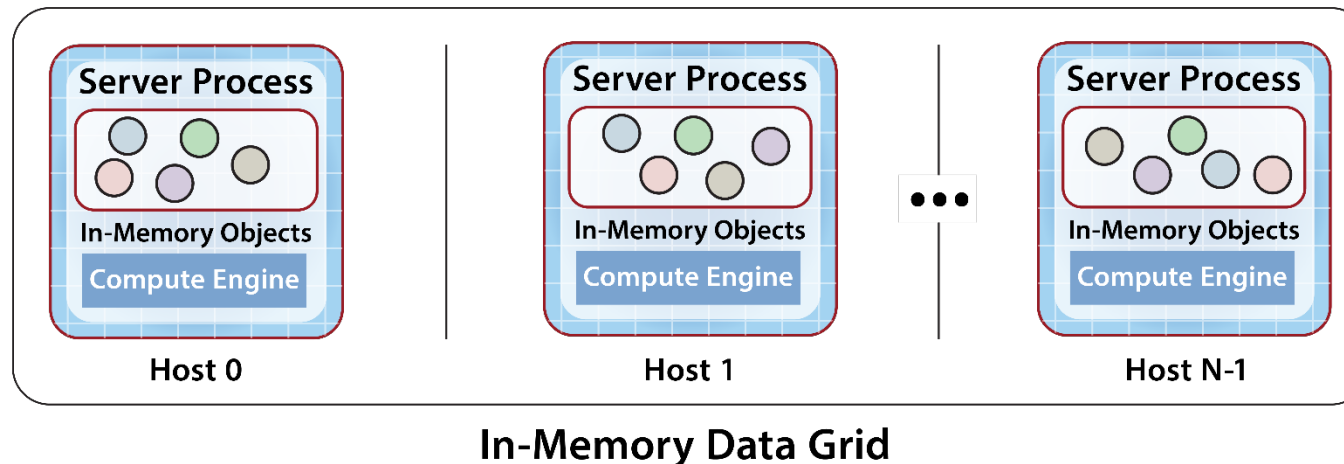 Server Process
In-Memory Objects
Compute Engine
Host 0
Server Process
In-Memory Objects
Compute Engine
Host 1
Server Process
In-Memory Objects
Compute Engine
Host N-1
In-Memory Data Grid